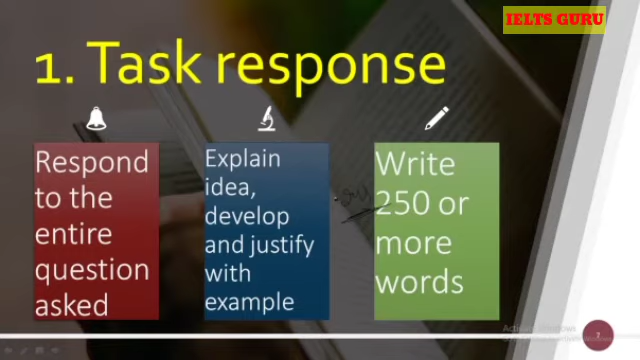 IELTS GURU
1. Task response
Respond
to the
entire
question
asked
Explain
idea,
develop
and justify
with
example
Write
250 or
more
words
7